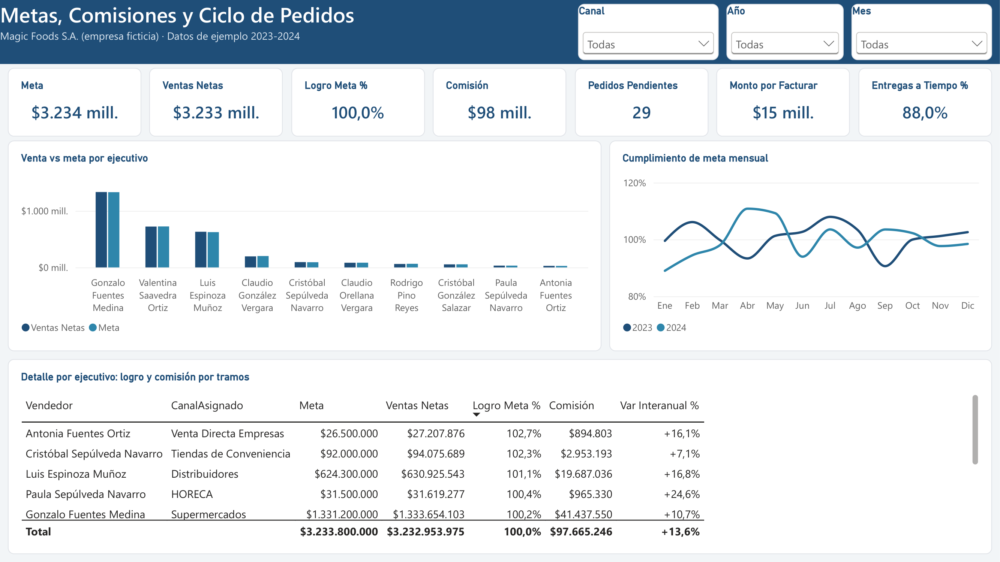 Metas, Comisiones y Ciclo de Pedidos
Magic Foods S.A. (empresa ficticia) · Datos de ejemplo 2023-2024
Canal
Todas
Año
Todas
Mes
Todas
Meta
$3.234 mill.
Ventas Netas
$3.233 mill.
Logro Meta %
100,0%
Comisión
$98 mill.
Pedidos Pendientes
29
Monto por Facturar
$15 mill.
Entregas a Tiempo %
88,0%
Venta vs meta por ejecutivo
$1.000 mill.
$0 mill.
Gonzalo Fuentes Medina
Valentina Saavedra Ortiz
Luis Espinoza Muñoz
Claudio González Vergara
Cristóbal Sepúlveda Navarro
Claudio Orellana Vergara
Rodrigo Pino Reyes
Cristóbal González Salazar
Paula Sepúlveda Navarro
Antonia Fuentes Ortiz
Ventas Netas Meta
Cumplimiento de meta mensual
120%
100%
80%
Ene Feb Mar Abr May Jun Jul Ago Sep Oct Nov Dic
2023 2024
Detalle por ejecutivo: logro y comisión por tramos
Vendedor CanalAsignado Meta Ventas Netas Logro Meta % Comisión Var Interanual %
Antonia Fuentes Ortiz Venta Directa Empresas $26.500.000 $27.207.876 102,7% $894.803 +16,1%
Cristóbal Sepúlveda Navarro Tiendas de Conveniencia $92.000.000 $94.075.689 102,3% $2.953.193 +7,1%
Luis Espinoza Muñoz Distribuidores $624.300.000 $630.925.543 101,1% $19.687.036 +16,8%
Paula Sepúlveda Navarro HORECA $31.500.000 $31.619.277 100,4% $965.330 +24,6%
Gonzalo Fuentes Medina Supermercados $1.331.200.000 $1.333.654.103 100,2% $41.437.550 +10,7%
Total $3.233.800.000 $3.232.953.975 100,0% $97.665.246 +13,6%